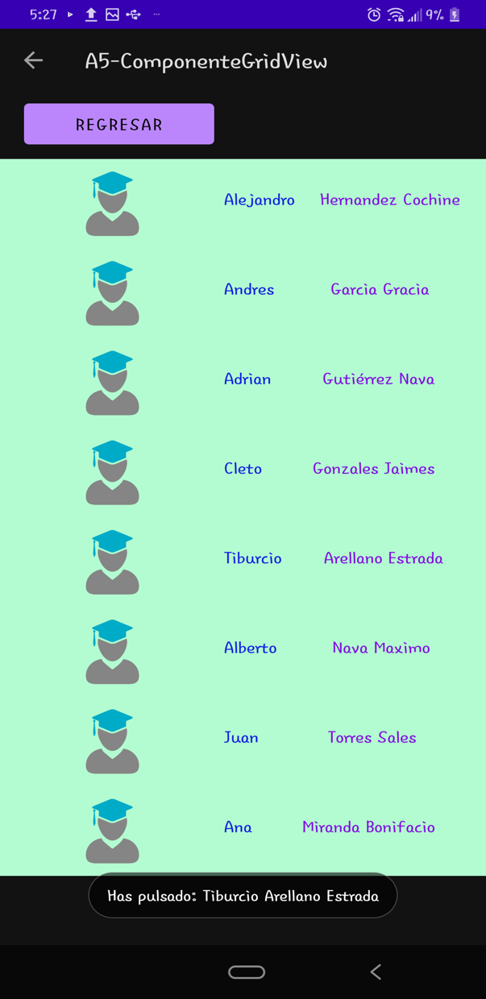 5:27 9%
A5-ComponenteGridView
REGRESAR
Alejandro Hernandez Cochine
Andres Garcia Gracia
Adrian Gutiérrez Nava
Cleto Gonzales Jaimes
Tiburcio Arellano Estrada
Alberto Nava Maximo
Juan Torres Sales
Ana Miranda Bonifacio
Has pulsado: Tiburcio Arellano Estrada